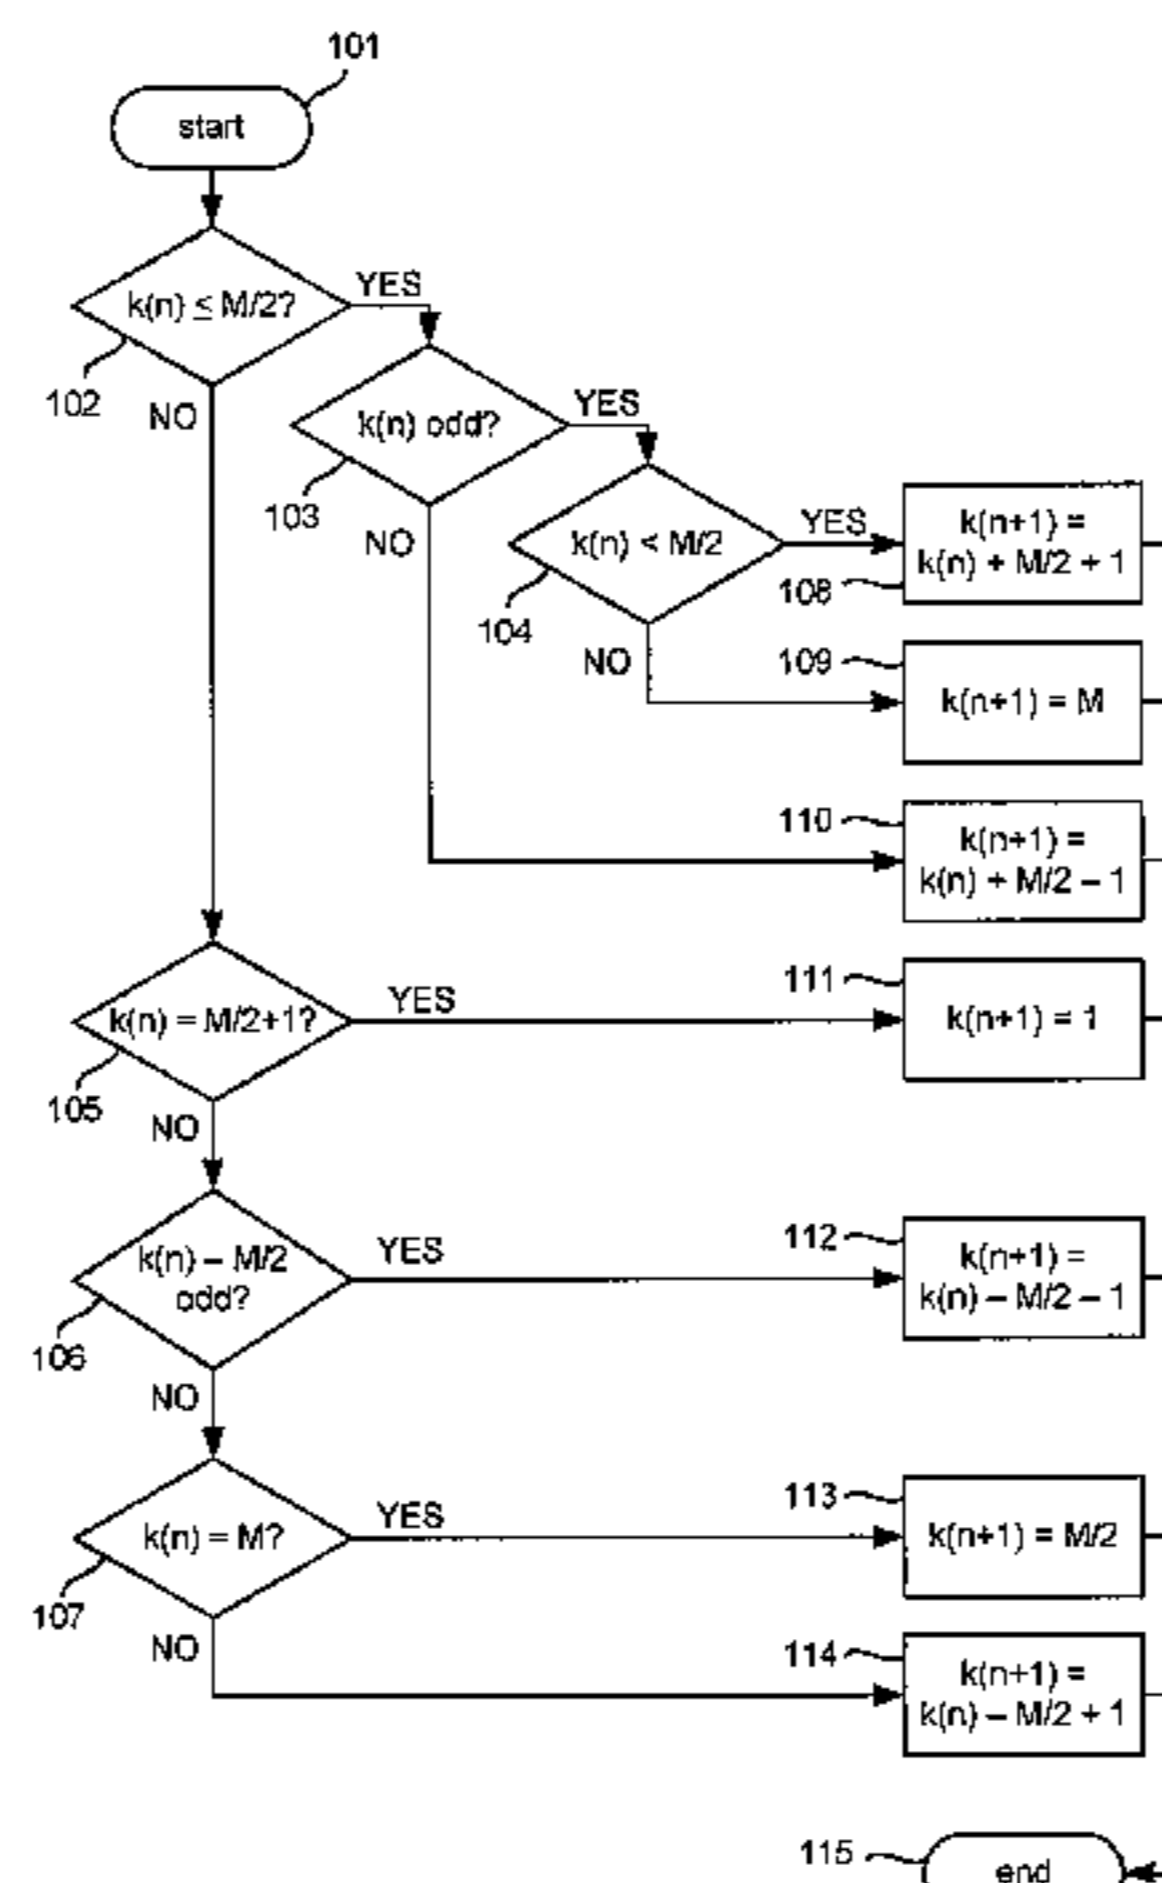 101
start
k(n) ≤ M/2?
YES
102
NO
k(n) odd?
YES
103
NO
k(n) < M/2
YES
104
NO
k(n+1) =
k(n) + M/2 + 1
108
109
k(n+1) = M
110
k(n+1) =
k(n) + M/2 – 1
k(n) = M/2+1?
YES
105
NO
111
k(n+1) = 1
k(n) – M/2
odd?
YES
106
NO
112
k(n+1) =
k(n) – M/2 – 1
k(n) = M?
YES
107
NO
113
k(n+1) = M/2
114
k(n+1) =
k(n) – M/2 + 1
115
end